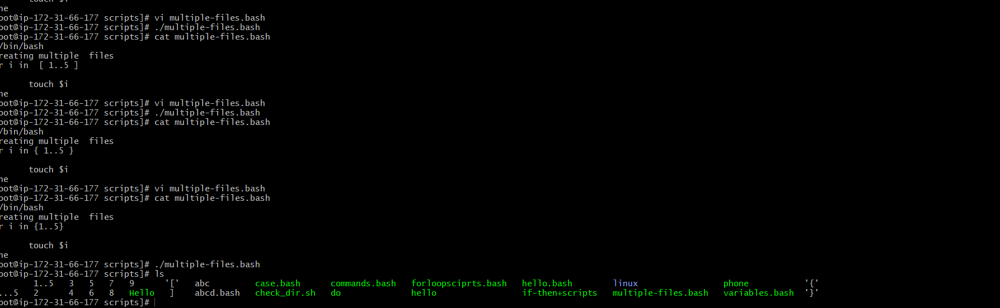 touch $i
ne
oot@ip-172-31-66-177 scripts]# vi multiple-files.bash
oot@ip-172-31-66-177 scripts]# ./multiple-files.bash
oot@ip-172-31-66-177 scripts]# cat multiple-files.bash
/bin/bash
reating multiple  files
r i in  [ 1..5 ]
touch $i
ne
oot@ip-172-31-66-177 scripts]# vi multiple-files.bash
oot@ip-172-31-66-177 scripts]# ./multiple-files.bash
oot@ip-172-31-66-177 scripts]# cat multiple-files.bash
/bin/bash
reating multiple  files
r i in { 1..5 }
touch $i
ne
oot@ip-172-31-66-177 scripts]# vi multiple-files.bash
oot@ip-172-31-66-177 scripts]# cat multiple-files.bash
/bin/bash
reating multiple  files
r i in {1..5}
touch $i
ne
oot@ip-172-31-66-177 scripts]# ./multiple-files.bash
oot@ip-172-31-66-177 scripts]# ls
1..5   3   5   7   9      '['   abc         case.bash      commands.bash   forloopsciprts.bash   hello.bash        linux                phone            '{'
...5   2      4   6   8   Hello   ]    abcd.bash   check_dir.sh   do              hello                 if-then+scripts   multiple-files.bash   variables.bash  '}'
oot@ip-172-31-66-177 scripts]#